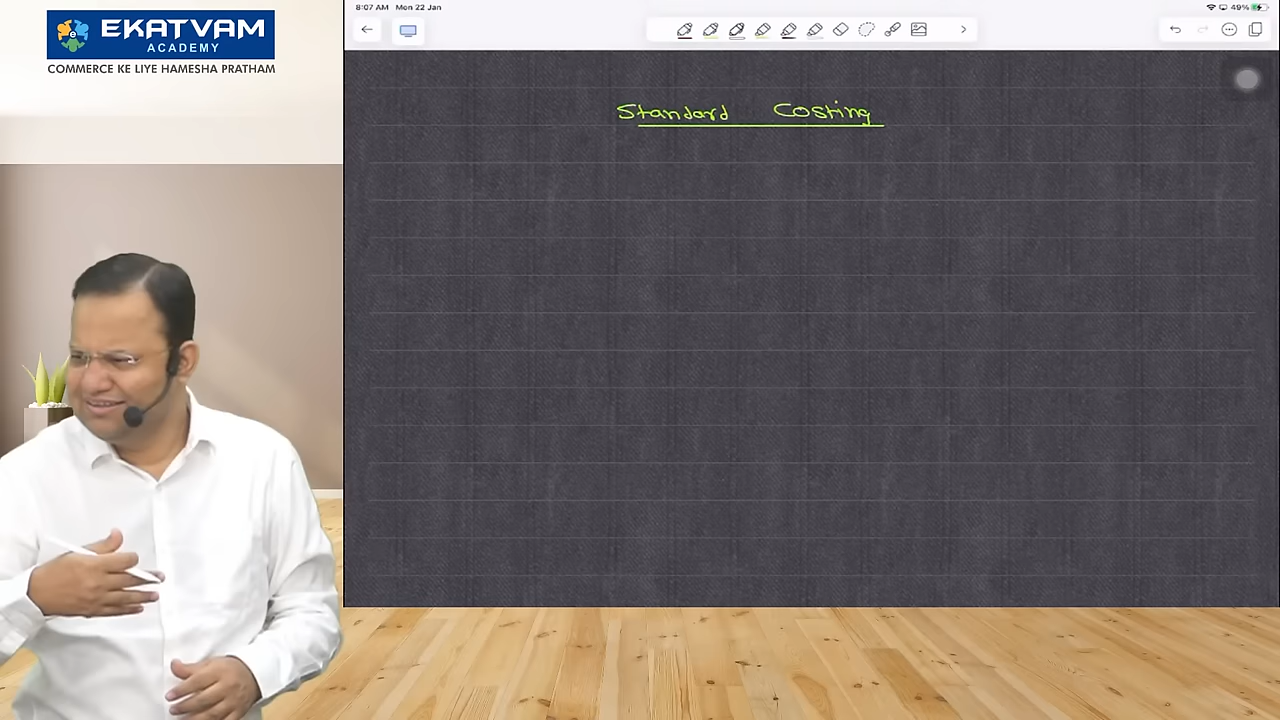 EKATVAM
ACADEMY
COMMERCE KE LIYE HAMESHA PRATHAM
8:07 AM Mon 22 Jan
49%
Standard Costing